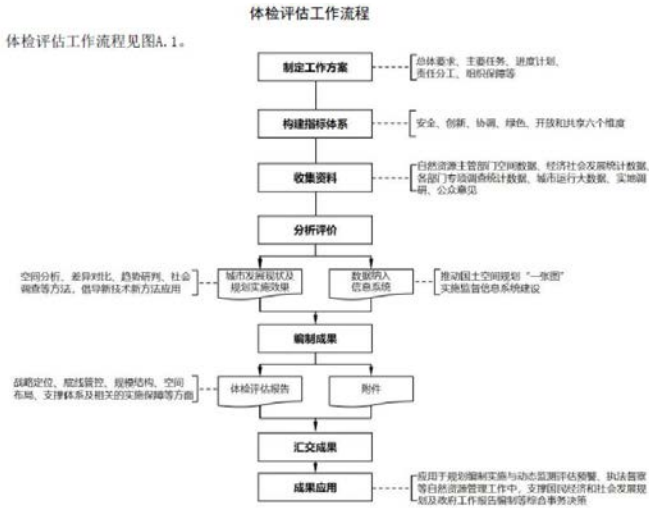 体检评估工作流程
体检评估工作流程见图A.1。
制定工作方案
总体要求、主要任务、进度计划、
责任分工、组织保障等
构建指标体系
安全、创新、协调、绿色、开放和共享六个维度
收集资料
自然资源主管部门空间数据、经济社会发展统计数据、
各部门专项调查统计数据、城市运行大数据、实地调
研、公众意见
分析评价
空间分析、差异对比、趋势研判、社会
调查等方法，倡导新技术新方法应用
城市发展现状及
规划实施效果
数据纳入
信息系统
推动国土空间规划“一张图”
实施监督信息系统建设
编制成果
战略定位、底线管控、规模结构、空间
布局、支撑体系及相关的实施保障等方面
体检评估报告
附件
汇交成果
成果应用
应用于规划编制实施与动态监测评估预警、执法督察
等自然资源管理工作中，支撑国民经济和社会发展规
划及政府工作报告编制等综合事务决策